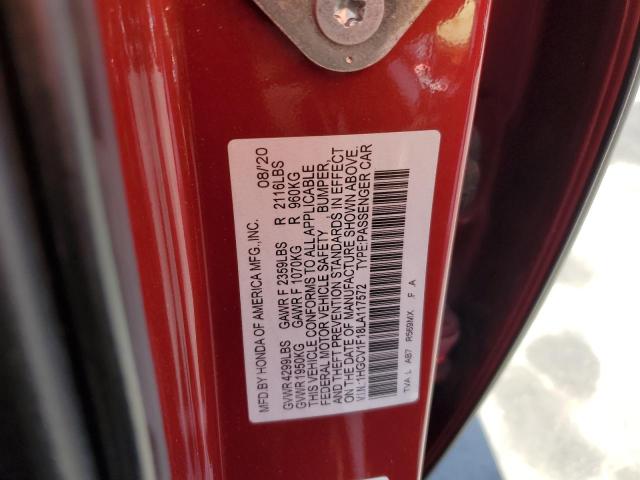 MFD.BY HONDA OF AMERICA MFG.,INC. 08/20
GVWR 4299LBS GAWR F 2359LBS R 2116LBS
GVWR 1950KG GAWR F 1070KG R 960KG
THIS VEHICLE CONFORMS TO ALL APPLICABLE
FEDERAL MOTOR VEHICLE SAFETY BUMPER,
AND THEFT PREVENTION STANDARDS IN EFFECT
ON THE DATE OF MANUFACTURE SHOWN ABOVE.
V.I.N.:1HGCV1F18LA117572 TYPE:PASSENGER CAR
TVA L AB7 R569MX F A